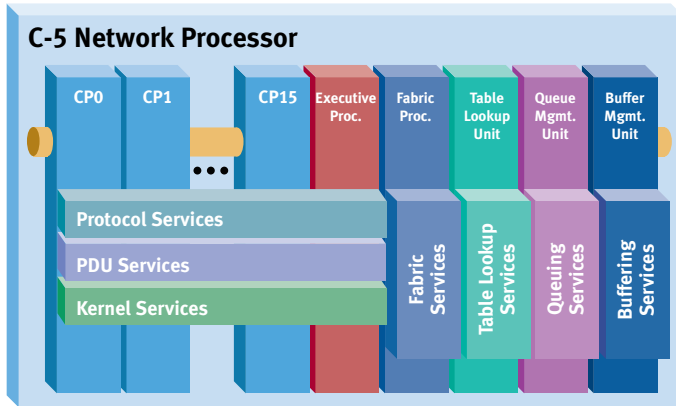 C-5 Network Processor
CP0
CP1
CP15
Executive
Proc.
Fabric
Proc.
Table
Lookup
Unit
Queue
Mgmt.
Unit
Buffer
Mgmt.
Unit
•••
Protocol Services
PDU Services
Kernel Services
Fabric
Services
Table Lookup
Services
Queuing
Services
Buffering
Services